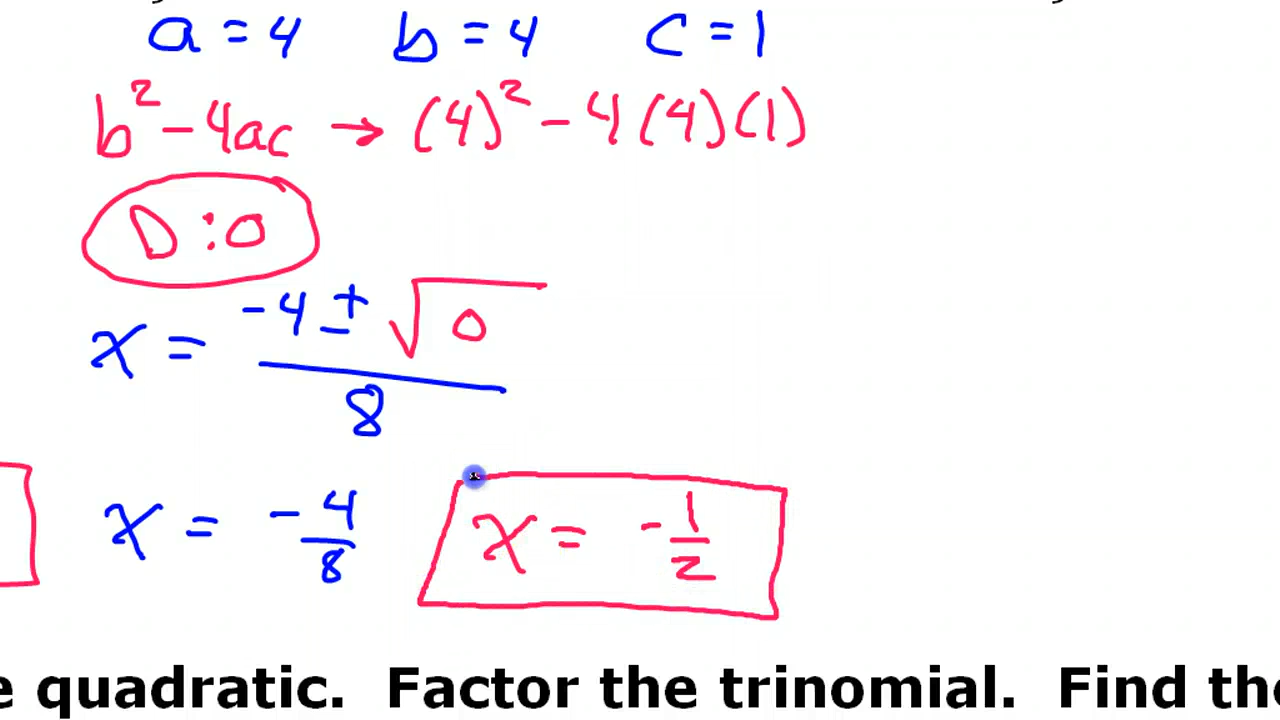 a = 4 b = 4 c = 1
b² - 4ac → (4)² - 4(4)(1)
D : 0
x = -4 ± √0
8
x = - 4/8 x = - 1/2
e quadratic. Factor the trinomial. Find the